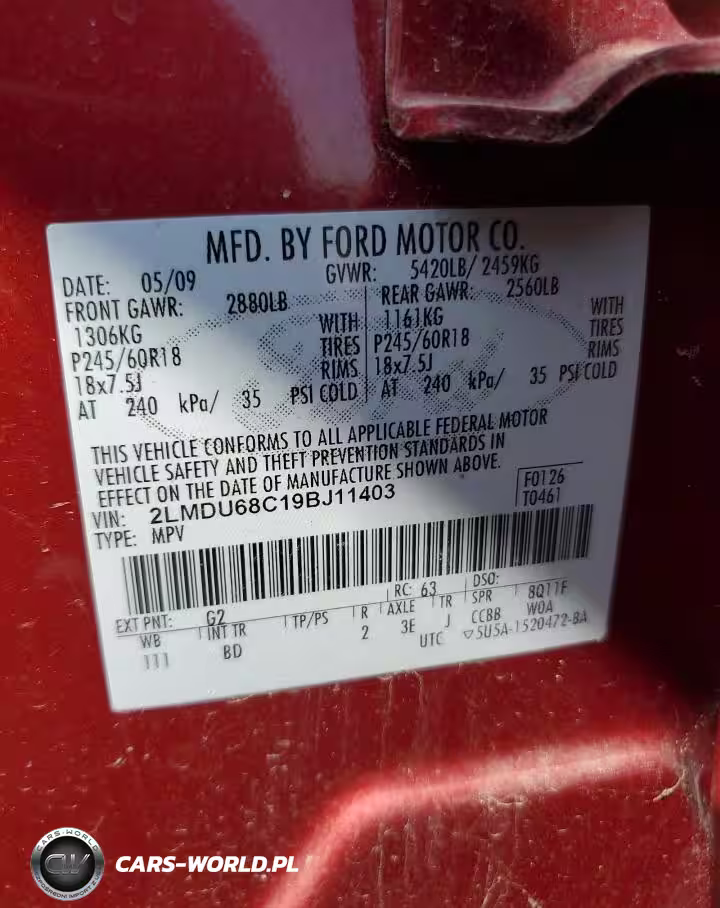 MFD. BY FORD MOTOR CO.
DATE: 05/09 GVWR: 5420LB/ 2459KG
FRONT GAWR: 2880LB REAR GAWR: 2560LB
1306KG WITH 1161KG WITH
P245/60R18 TIRES P245/60R18 TIRES
18x7.5J RIMS 18x7.5J RIMS
AT 240 kPa/ 35 PSI COLD AT 240 kPa/ 35 PSI COLD
THIS VEHICLE CONFORMS TO ALL APPLICABLE FEDERAL MOTOR
VEHICLE SAFETY AND THEFT PREVENTION STANDARDS IN
EFFECT ON THE DATE OF MANUFACTURE SHOWN ABOVE.
VIN: 2LMDU68C19BJ11403 F0126
TYPE: MPV T0461
EXT PNT: G2 RC: 63 DSO:
WB INT TR TP/PS R AXLE TR SPR 8Q11F
111 BD 2 3E J CCBB WOA
UTC ▽5U5A-1520472-BA
CARS-WORLD
CW
CARS-WORLD.PL